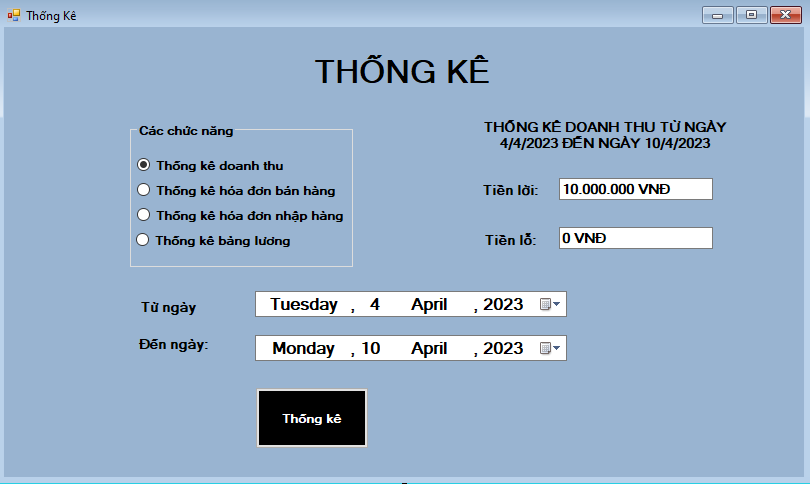 Thống Kê
THỐNG KÊ
Các chức năng
Thống kê doanh thu
Thống kê hóa đơn bán hàng
Thống kê hóa đơn nhập hàng
Thống kê bảng lương
THỐNG KÊ DOANH THU TỪ NGÀY
4/4/2023 ĐẾN NGÀY 10/4/2023
Tiền lời: 10.000.000 VNĐ
Tiền lỗ: 0 VNĐ
Từ ngày Tuesday , 4 April , 2023
Đến ngày: Monday , 10 April , 2023
Thống kê